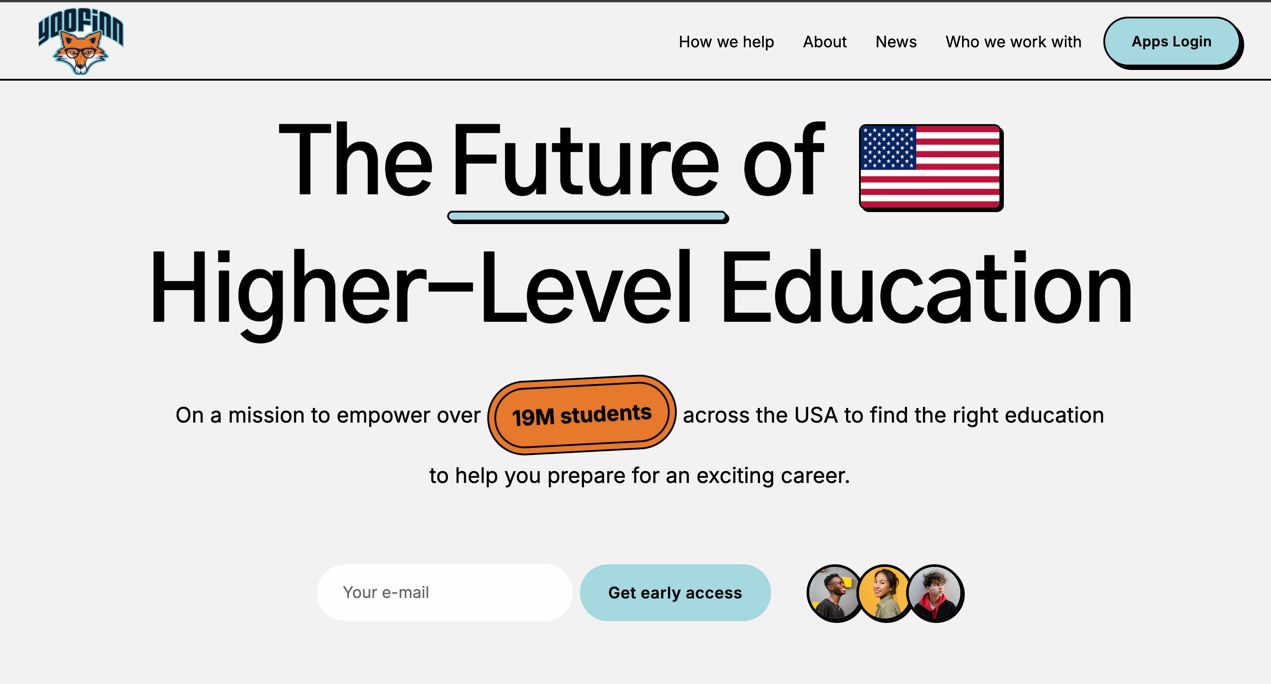 yoofinn
How we help
About
News
Who we work with
Apps Login
The Future of
Higher-Level Education
On a mission to empower over 19M students across the USA to find the right education
to help you prepare for an exciting career.
Your e-mail
Get early access